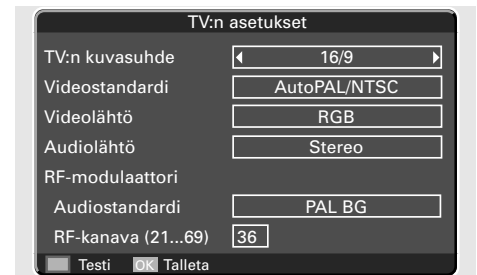 TV:n asetukset
TV:n kuvasuhde 16/9
Videostandardi AutoPAL/NTSC
Videolähtö RGB
Audiolähtö Stereo
RF-modulaattori
Audiostandardi PAL BG
RF-kanava (21...69) 36
Testi OK Talleta